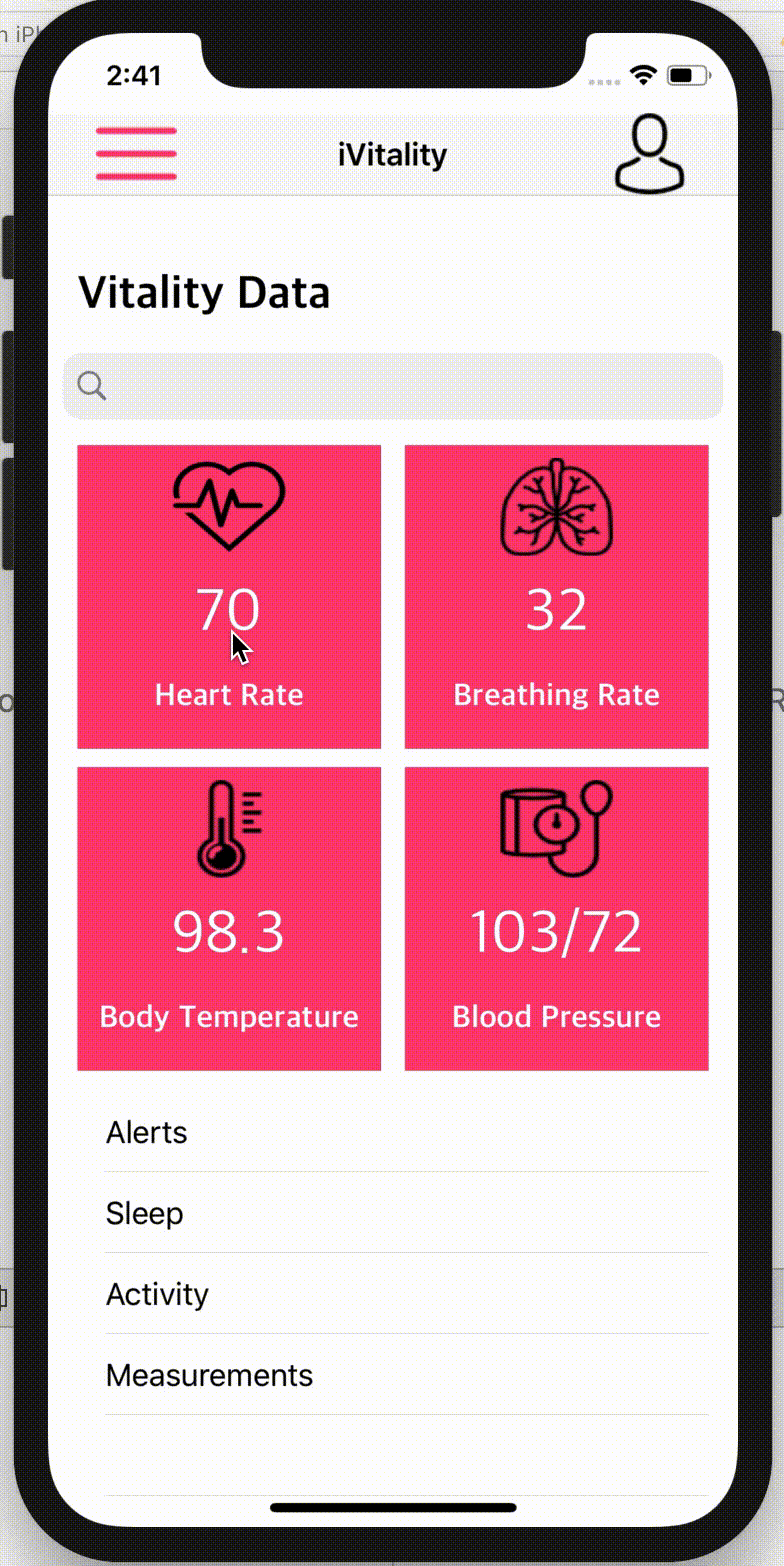 n iPh
2:41
iVitality
Vitality Data
70
32
Heart Rate
Breathing Rate
98.3
103/72
Body Temperature
Blood Pressure
Alerts
Sleep
Activity
Measurements